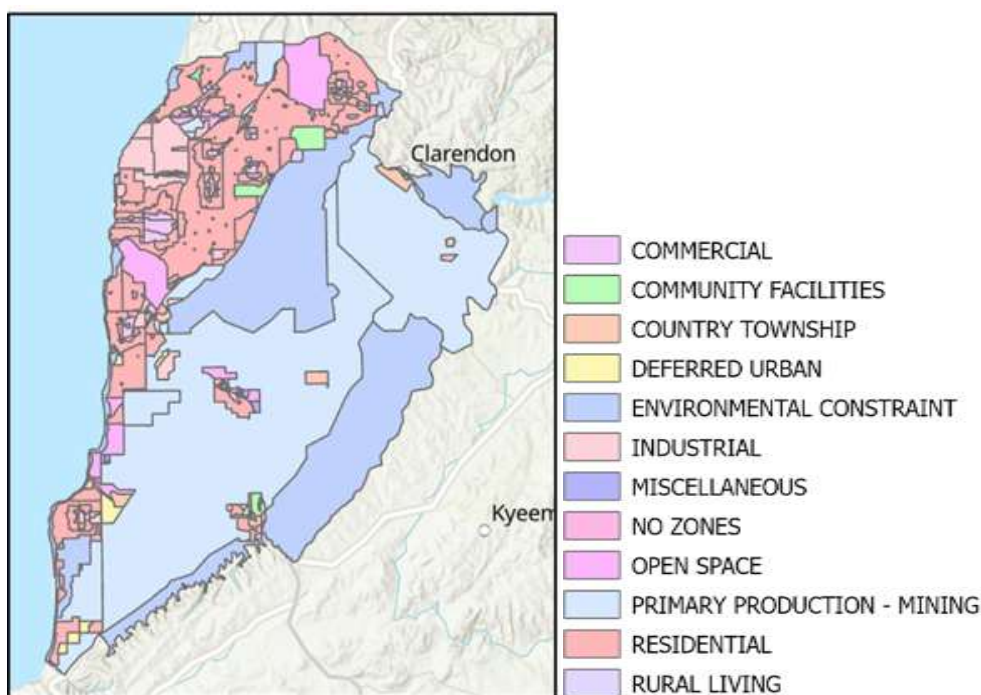 Clarendon
Kyeem
COMMERCIAL
COMMUNITY FACILITIES
COUNTRY TOWNSHIP
DEFERRED URBAN
ENVIRONMENTAL CONSTRAINT
INDUSTRIAL
MISCELLANEOUS
NO ZONES
OPEN SPACE
PRIMARY PRODUCTION - MINING
RESIDENTIAL
RURAL LIVING